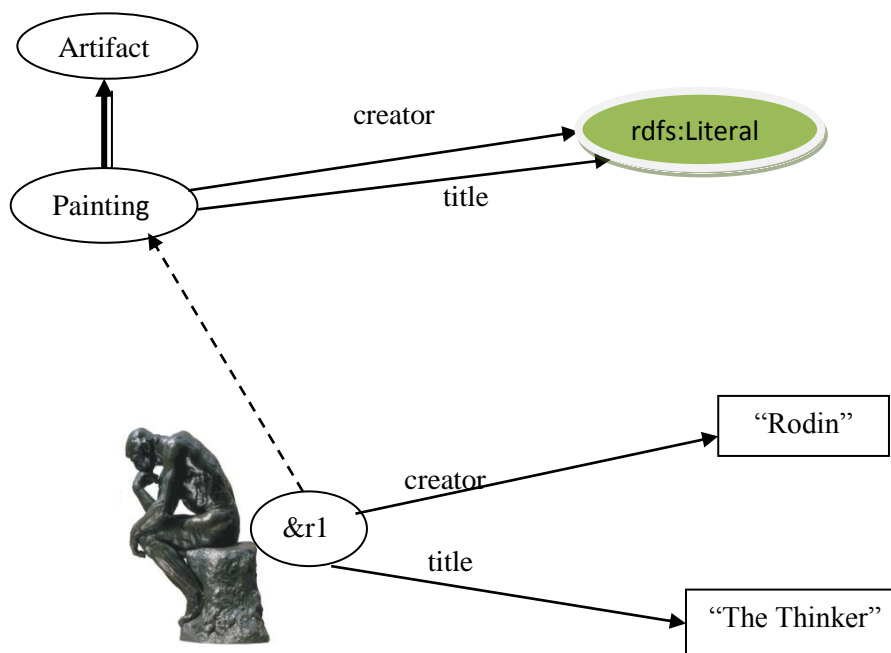 Artifact
creator
rdfs:Literal
Painting
title
“Rodin”
creator
&r1
title
“The Thinker”